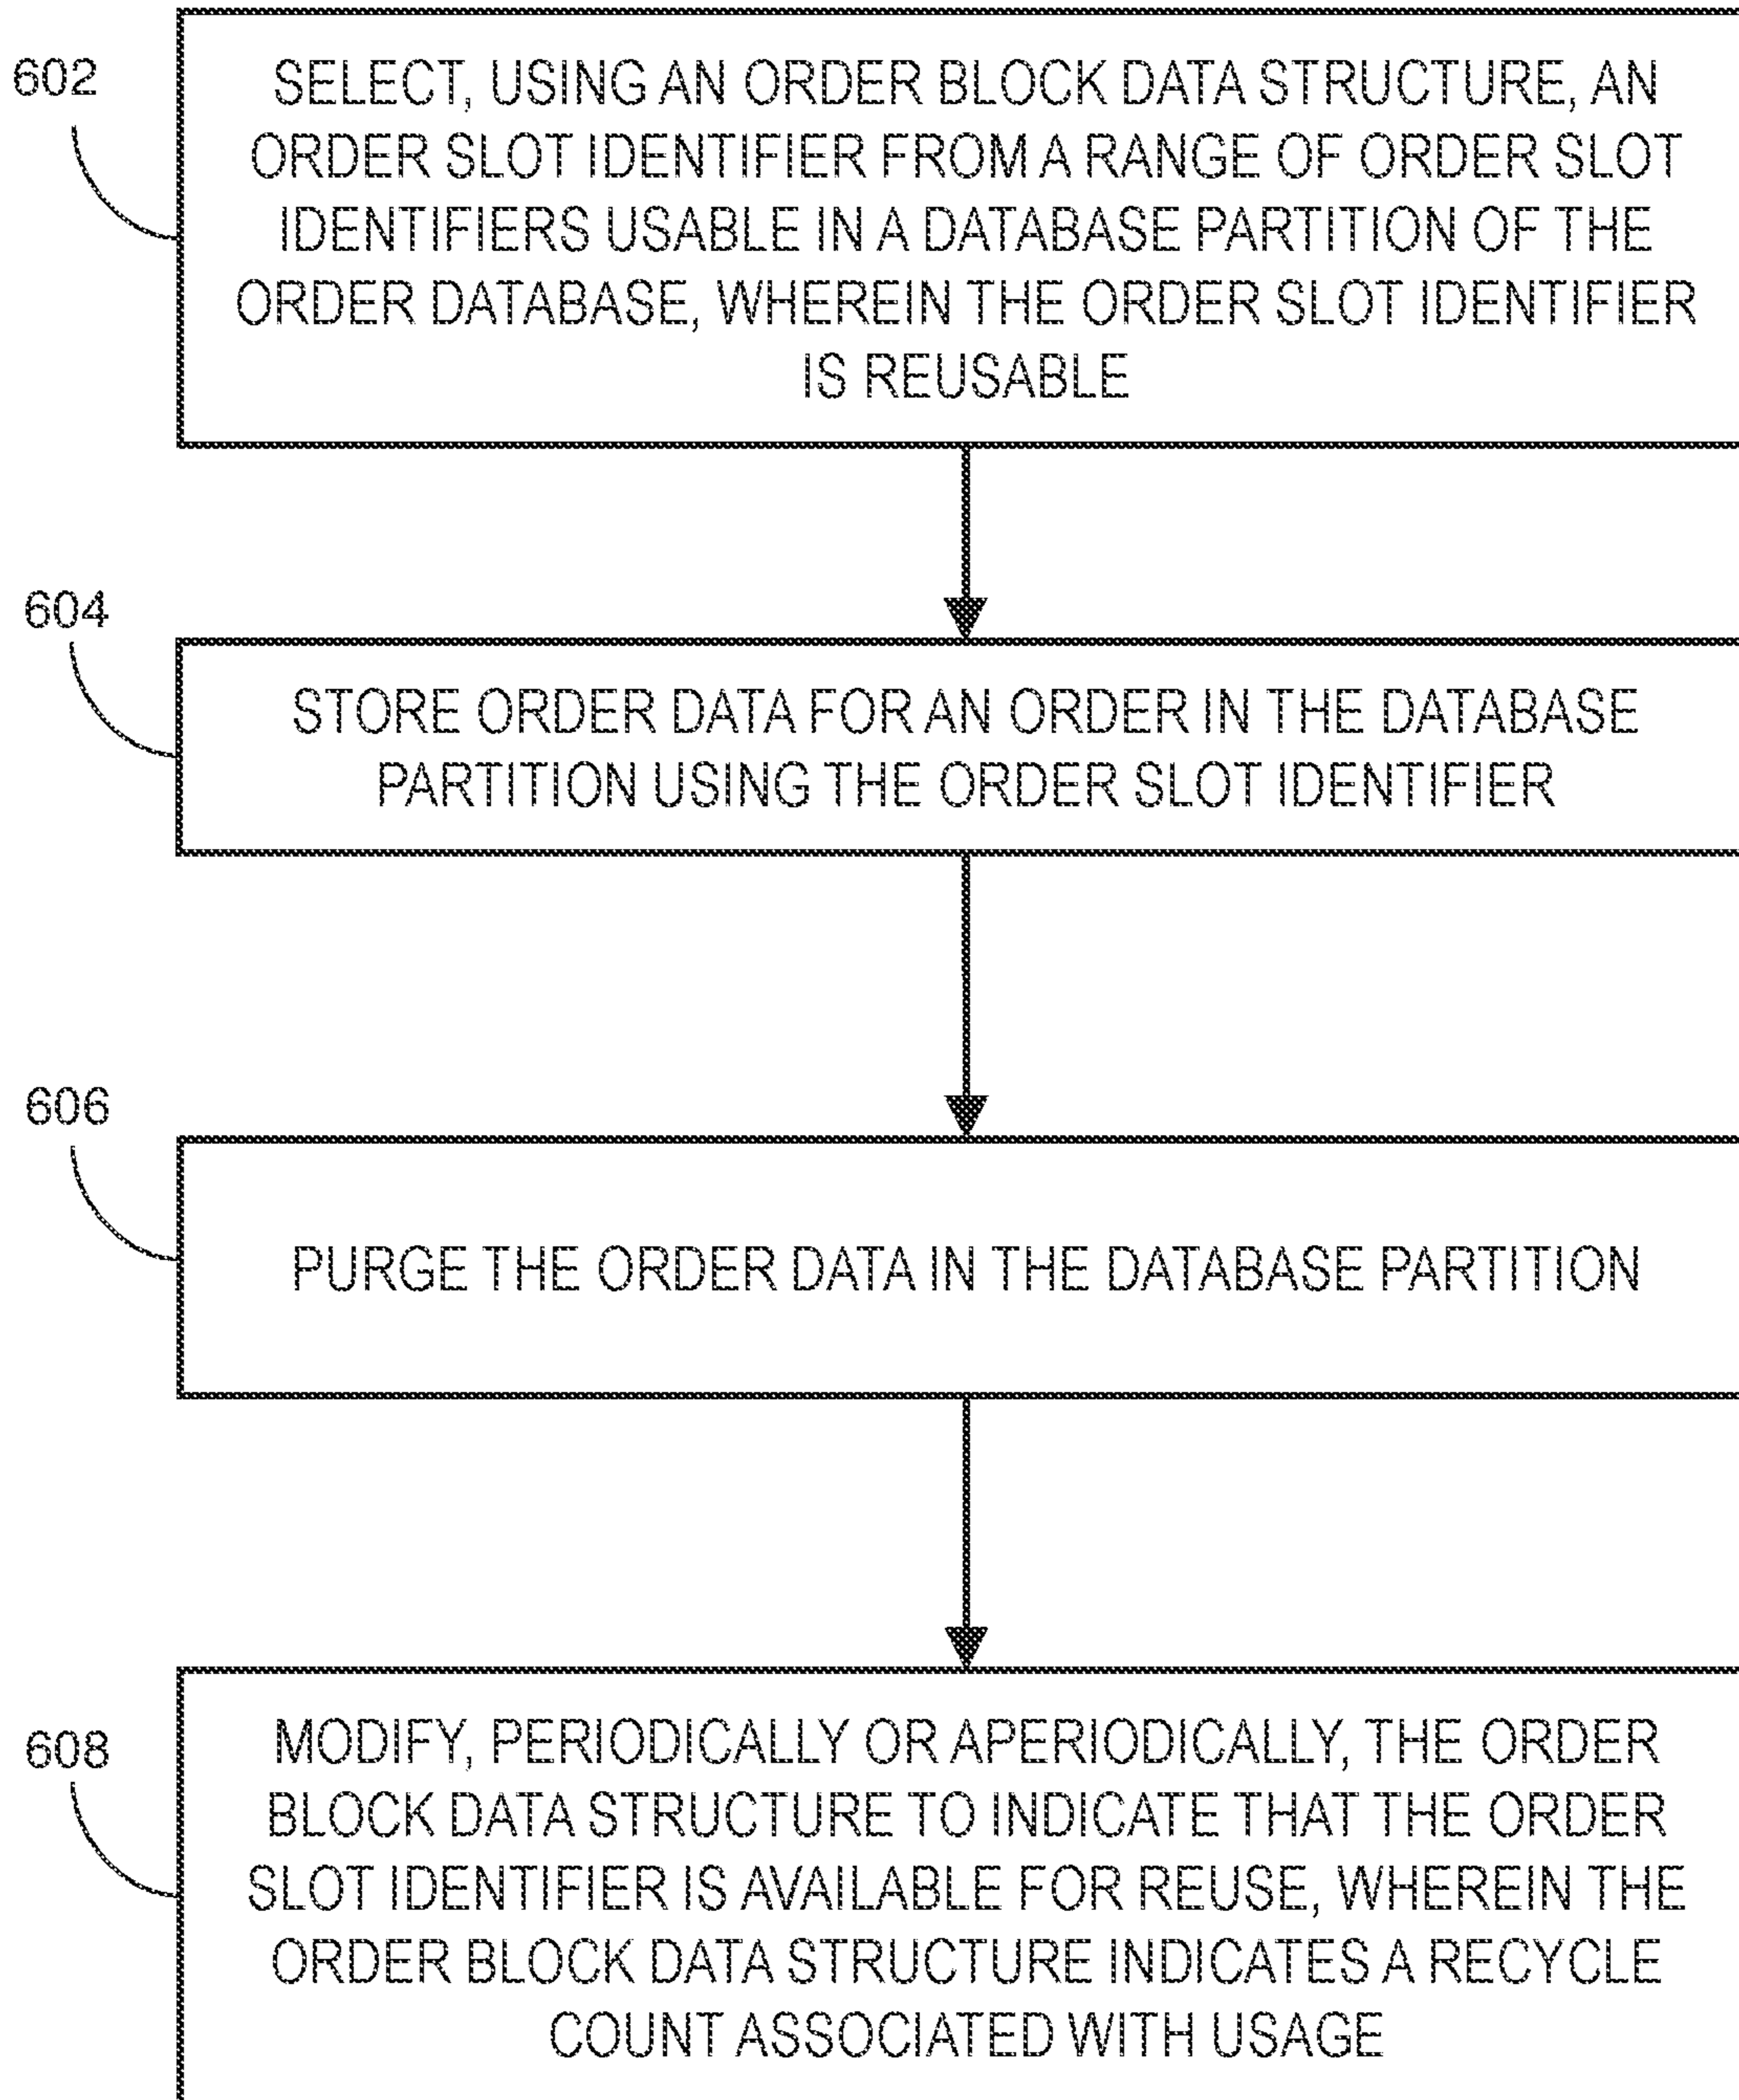 602
SELECT, USING AN ORDER BLOCK DATA STRUCTURE, AN
ORDER SLOT IDENTIFIER FROM A RANGE OF ORDER SLOT
IDENTIFIERS USABLE IN A DATABASE PARTITION OF THE
ORDER DATABASE, WHEREIN THE ORDER SLOT IDENTIFIER
IS REUSABLE
604
STORE ORDER DATA FOR AN ORDER IN THE DATABASE
PARTITION USING THE ORDER SLOT IDENTIFIER
606
PURGE THE ORDER DATA IN THE DATABASE PARTITION
608
MODIFY, PERIODICALLY OR APERIODICALLY, THE ORDER
BLOCK DATA STRUCTURE TO INDICATE THAT THE ORDER
SLOT IDENTIFIER IS AVAILABLE FOR REUSE, WHEREIN THE
ORDER BLOCK DATA STRUCTURE INDICATES A RECYCLE
COUNT ASSOCIATED WITH USAGE